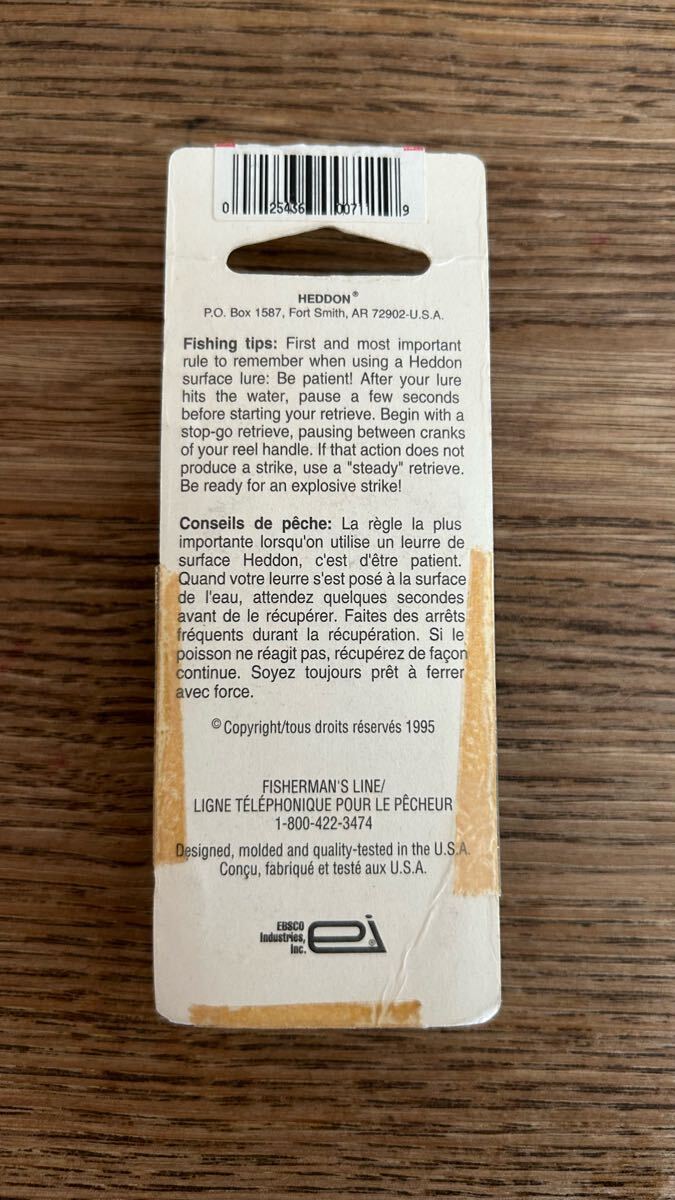 0 25436 00711 9
HEDDON®
P.O. Box 1587, Fort Smith, AR 72902-U.S.A.
Fishing tips: First and most important
rule to remember when using a Heddon
surface lure: Be patient! After your lure
hits the water, pause a few seconds
before starting your retrieve. Begin with a
stop-go retrieve, pausing between cranks
of your reel handle. If that action does not
produce a strike, use a "steady" retrieve.
Be ready for an explosive strike!
Conseils de pêche: La règle la plus
importante lorsqu'on utilise un leurre de
surface Heddon, c'est d'être patient.
Quand votre leurre s'est posé à la surface
de l'eau, attendez quelques secondes
avant de le récupérer. Faites des arrêts
fréquents durant la récupération. Si le
poisson ne réagit pas, récupérez de façon
continue. Soyez toujours prêt à ferrer
avec force.
© Copyright/tous droits réservés 1995
FISHERMAN'S LINE/
LIGNE TÉLÉPHONIQUE POUR LE PÊCHEUR
1-800-422-3474
Designed, molded and quality-tested in the U.S.A.
Conçu, fabriqué et testé aux U.S.A.
EBSCO
Industries,
Inc.
ei®